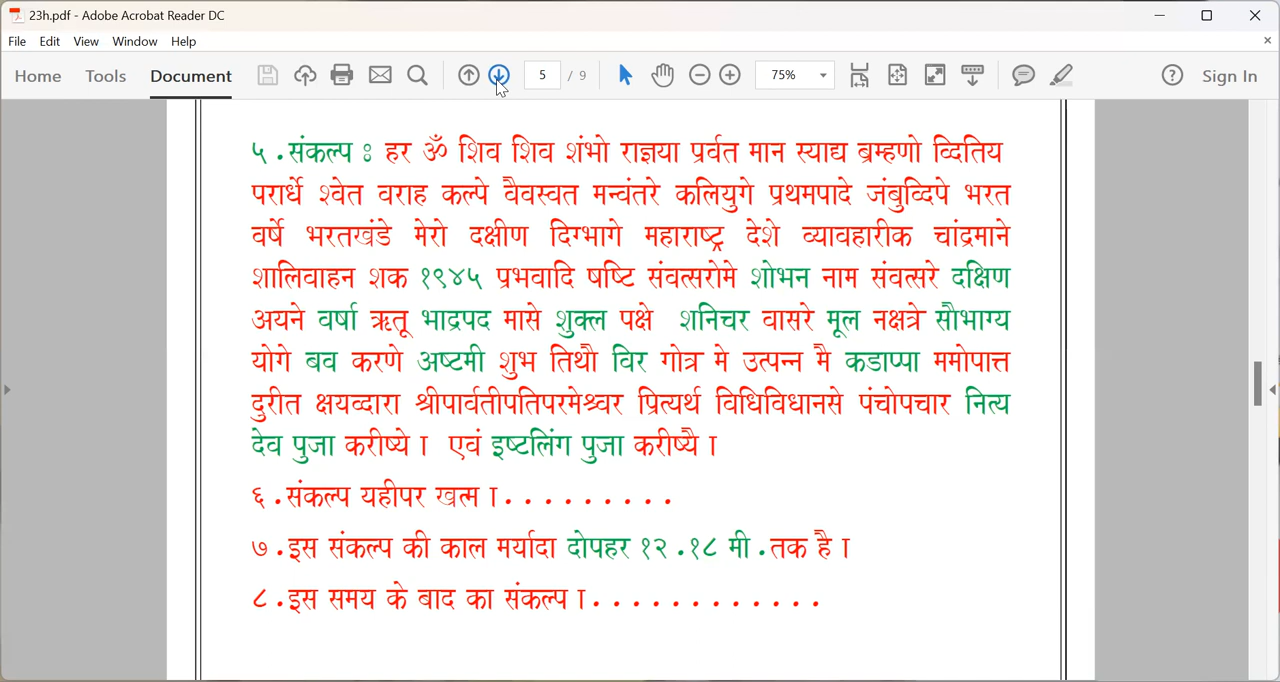 23h.pdf - Adobe Acrobat Reader DC
File Edit View Window Help
Home Tools Document 5 / 9 75% Sign In
५.संकल्प ः हर ॐ शिव शिव शंभो राज्ञया प्रर्वत मान स्याद्य ब्रम्हणो व्दितिय
परार्धे श्वेत वराह कल्पे वैवस्वत मन्वंतरे कलियुगे प्रथमपादे जंबुव्दिपे भरत
वर्षे भरतखंडे मेरो दक्षीण दिग्भागे महाराष्ट्र देशे व्यावहारीक चांद्रमाने
शालिवाहन शक १९४५ प्रभवादि षष्टि संवत्सरोमे शोभन नाम संवत्सरे दक्षिण
अयने वर्षा ऋतू भाद्रपद मासे शुक्ल पक्षे शनिचर वासरे मूल नक्षत्रे सौभाग्य
योगे बव करणे अष्टमी शुभ तिथौ विर गोत्र मे उत्पन्न मै कडाप्पा ममोपात्त
दुरीत क्षयव्दारा श्रीपार्वतीपतिपरमेश्र्वर प्रित्यर्थ विधिविधानसे पंचोपचार नित्य
देव पुजा करीष्ये । एवं इष्टलिंग पुजा करीष्यै ।
६.संकल्प यहीपर खत्म ।.........
७.इस संकल्प की काल मर्यादा दोपहर १२.१८ मी.तक है ।
८.इस समय के बाद का संकल्प ।............